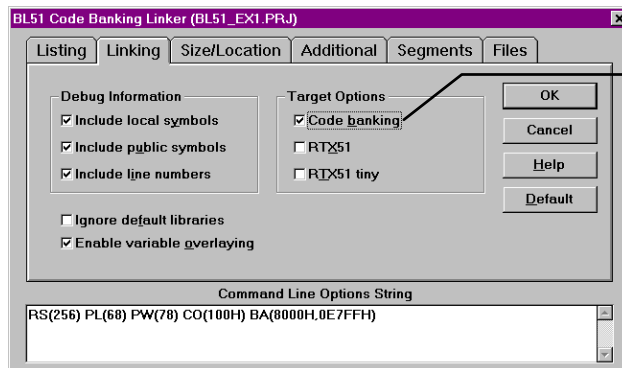 BL51 Code Banking Linker (BL51_EX1.PRJ)
Listing Linking Size/Location Additional Segments Files
Debug Information
Include local symbols
Include public symbols
Include line numbers
Ignore default libraries
Enable variable overlaying
Target Options
Code banking
RTX51
RTX51 tiny
OK
Cancel
Help
Default
Command Line Options String
RS(256) PL(68) PW(78) CO(100H) BA(8000H,0E7FFH)